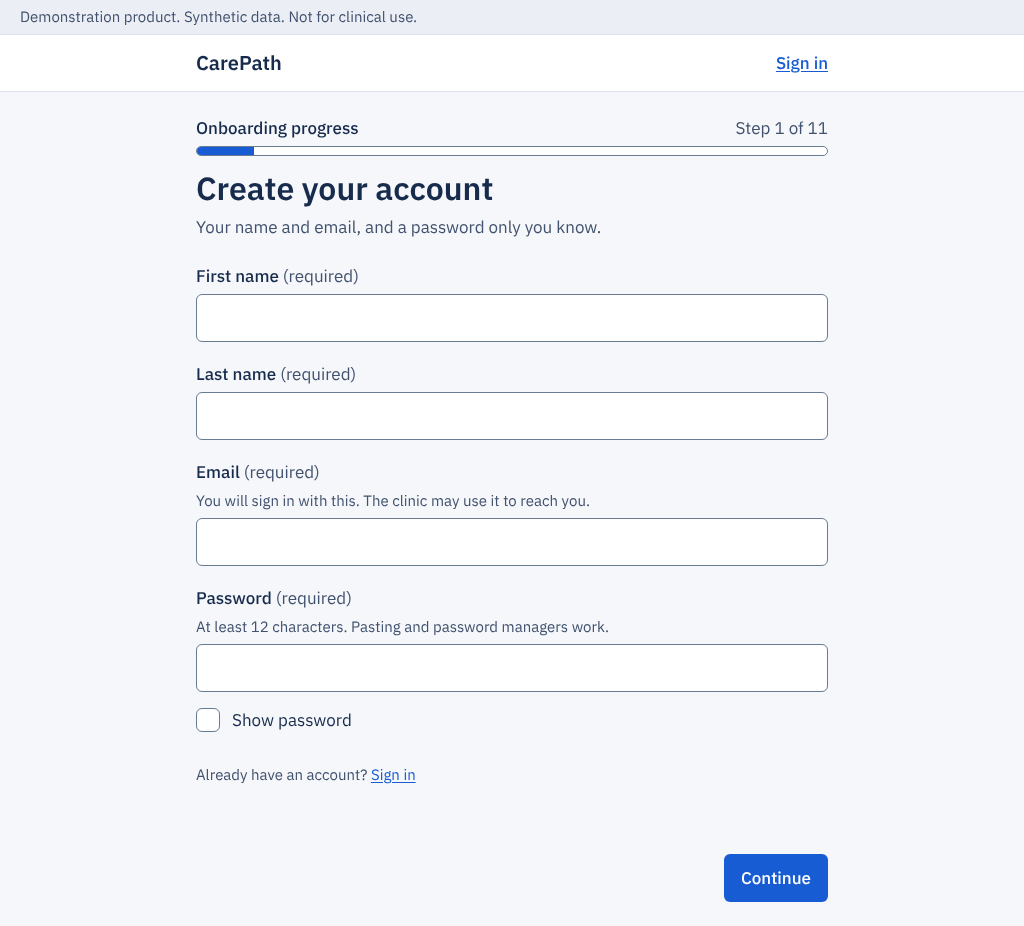 Demonstration product. Synthetic data. Not for clinical use.
CarePath
Sign in
Onboarding progress
Step 1 of 11
Create your account
Your name and email, and a password only you know.
First name (required)
Last name (required)
Email (required)
You will sign in with this. The clinic may use it to reach you.
Password (required)
At least 12 characters. Pasting and password managers work.
Show password
Already have an account? Sign in
Continue